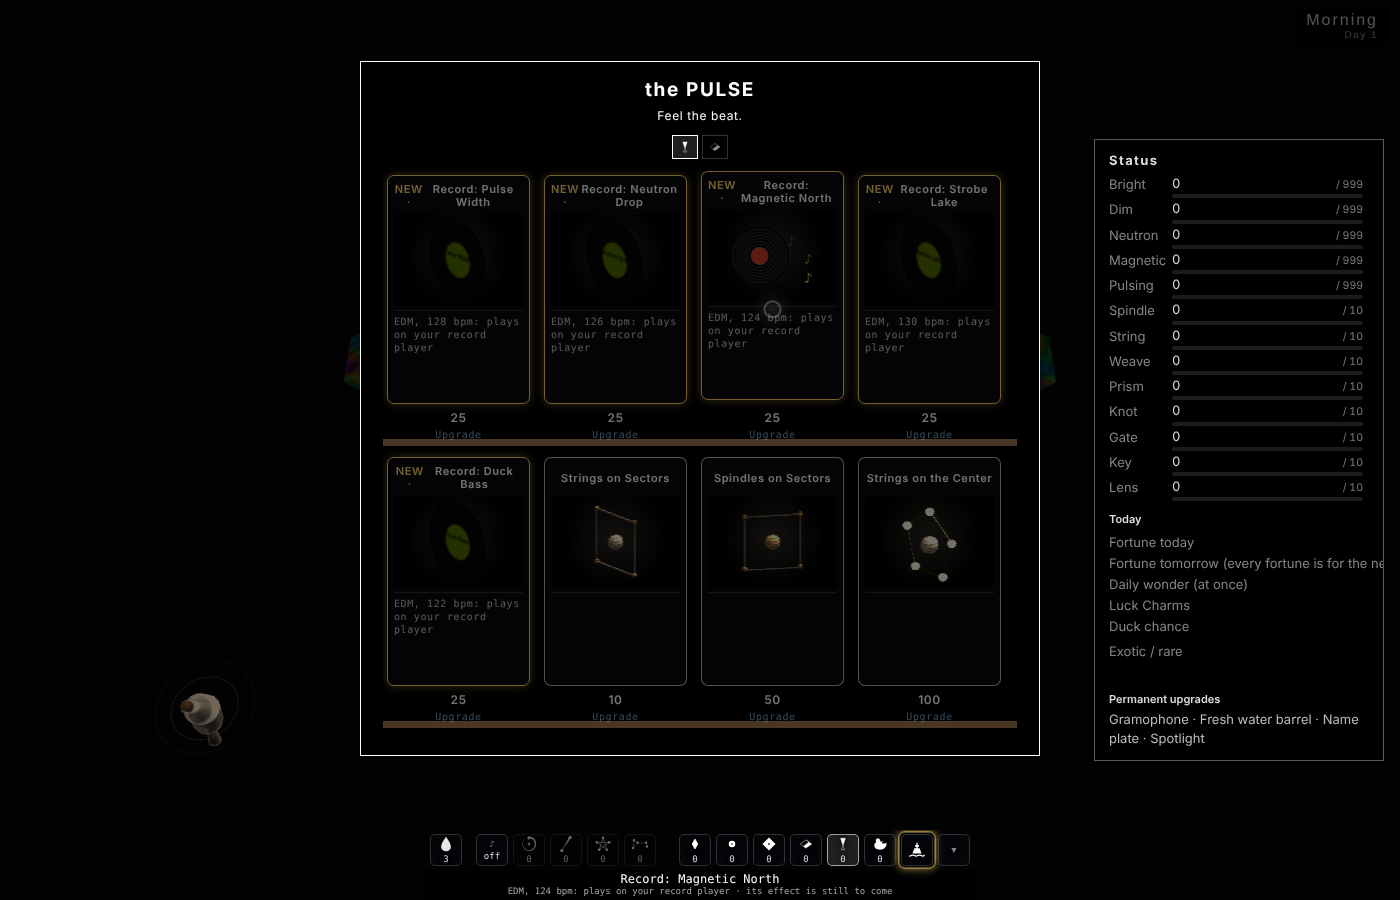 Morning
Day 1
the PULSE
Feel the beat.
NEW · Record: Pulse Width
NEW · Record: Neutron Drop
NEW · Record: Magnetic North
NEW · Record: Strobe Lake
EDM, 128 bpm: plays
on your record
player
EDM, 126 bpm: plays
on your record
player
EDM, 124 bpm: plays
on your record
player
EDM, 130 bpm: plays
on your record
player
25
25
25
25
Upgrade
Upgrade
Upgrade
Upgrade
NEW · Record: Duck Bass
Strings on Sectors
Spindles on Sectors
Strings on the Center
EDM, 122 bpm: plays
on your record
player
25
10
50
100
Upgrade
Upgrade
Upgrade
Upgrade
Status
Bright 0 / 999
Dim 0 / 999
Neutron 0 / 999
Magnetic 0 / 999
Pulsing 0 / 999
Spindle 0 / 10
String 0 / 10
Weave 0 / 10
Prism 0 / 10
Knot 0 / 10
Gate 0 / 10
Key 0 / 10
Lens 0 / 10
Today
Fortune today
Fortune tomorrow (every fortune is for the ne
Daily wonder (at once)
Luck Charms
Duck chance
Exotic / rare
Permanent upgrades
Gramophone · Fresh water barrel · Name
plate · Spotlight
3 off 0 0 0 0 0 0 0 0 0 0
Record: Magnetic North
EDM, 124 bpm: plays on your record player · its effect is still to come